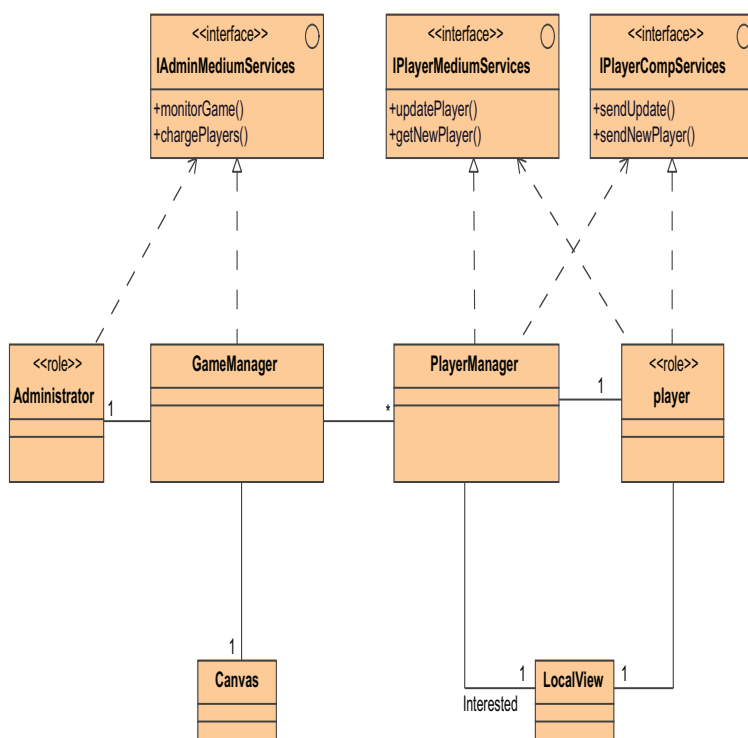 <<interface>>
IAdminMediumServices
+monitorGame()
+chargePlayers()
<<interface>>
IPlayerMediumServices
+updatePlayer()
+getNewPlayer()
<<interface>>
IPlayerCompServices
+sendUpdate()
+sendNewPlayer()
<<role>>
Administrator
GameManager
PlayerManager
<<role>>
player
1
*
1
1
Canvas
1
Interested
LocalView
1